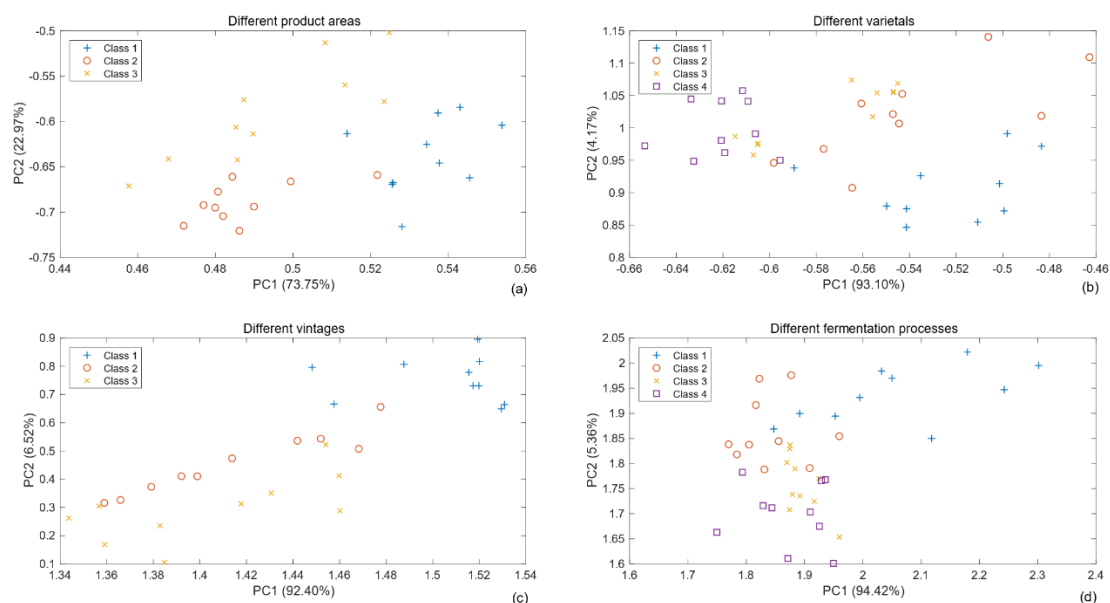 Different product areas
-0.5
-0.55
-0.6
-0.65
-0.7
-0.75
PC2 (22.97%)
Class 1
Class 2
Class 3
0.44
0.46
0.48
0.5
0.52
0.54
0.56
PC1 (73.75%)
(a)
Different varietals
1.15
1.1
1.05
1
0.95
0.9
0.85
0.8
PC2 (4.17%)
Class 1
Class 2
Class 3
Class 4
-0.66
-0.64
-0.62
-0.6
-0.58
-0.56
-0.54
-0.52
-0.5
-0.48
-0.46
PC1 (93.10%)
(b)
Different vintages
0.9
0.8
0.7
0.6
0.5
0.4
0.3
0.2
0.1
PC2 (6.52%)
Class 1
Class 2
Class 3
1.34
1.36
1.38
1.4
1.42
1.44
1.46
1.48
1.5
1.52
1.54
PC1 (92.40%)
(c)
Different fermentation processes
2.05
2
1.95
1.9
1.85
1.8
1.75
1.7
1.65
1.6
PC2 (5.36%)
Class 1
Class 2
Class 3
Class 4
1.6
1.7
1.8
1.9
2
2.1
2.2
2.3
2.4
PC1 (94.42%)
(d)